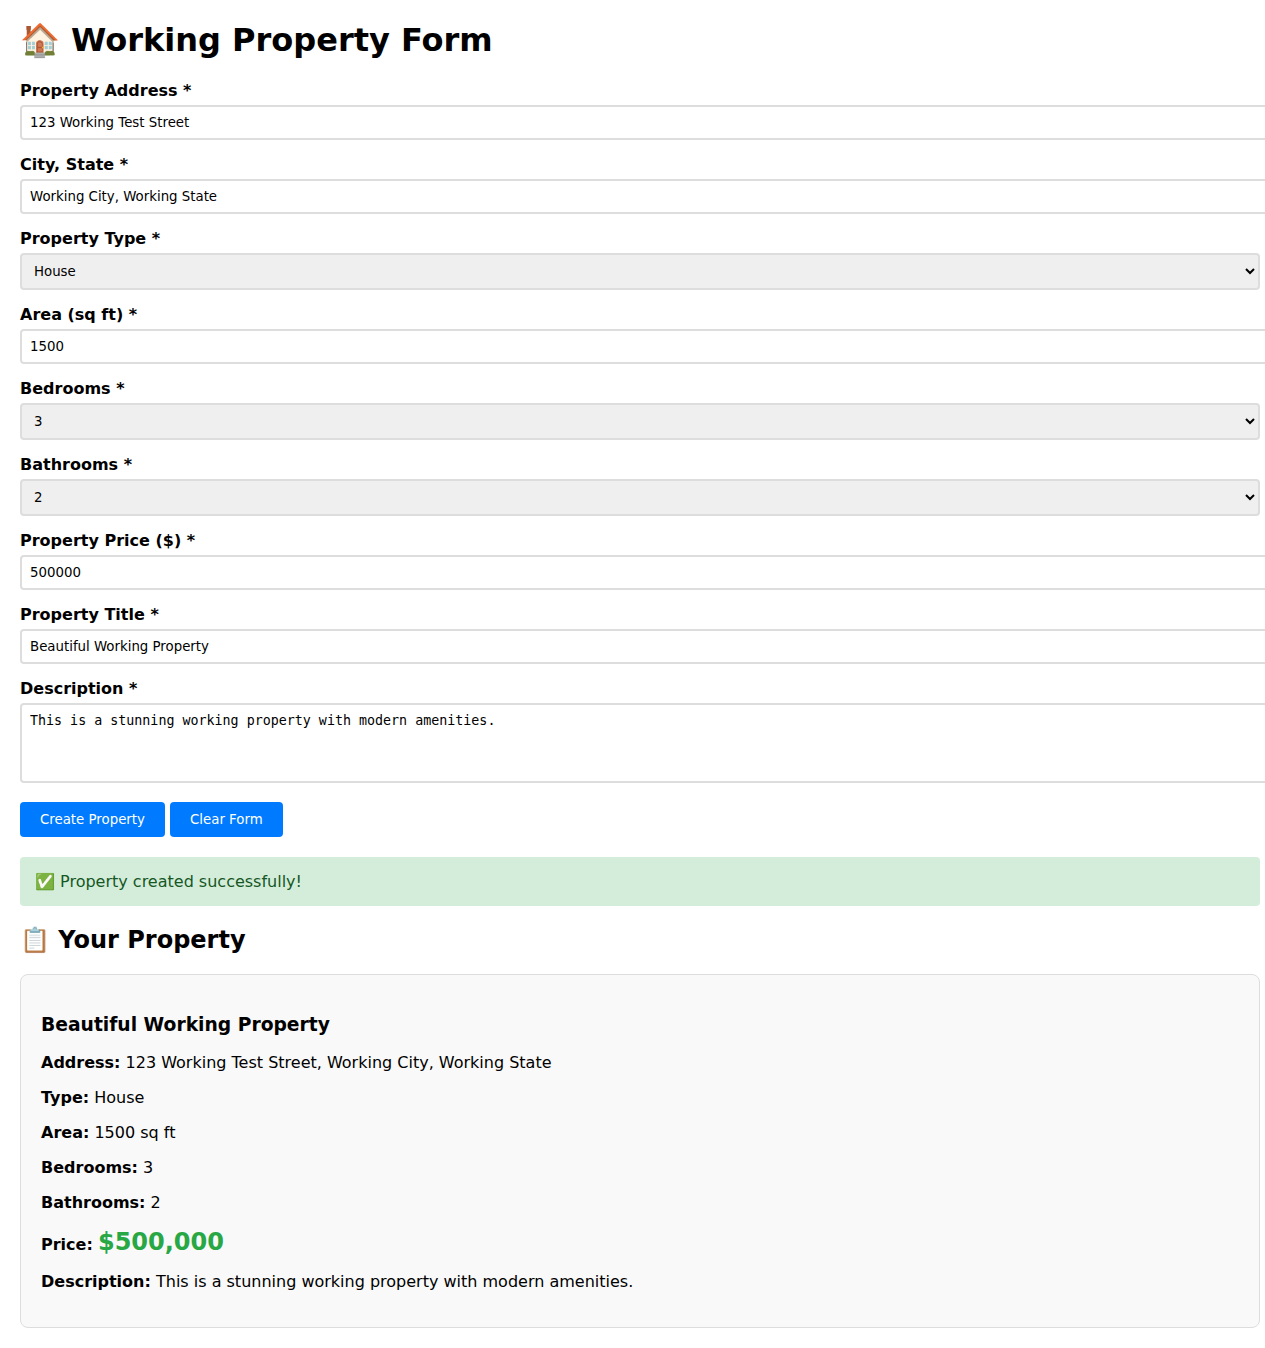 🏠 Working Property Form
Property Address *
123 Working Test Street
City, State *
Working City, Working State
Property Type *
House
Area (sq ft) *
1500
Bedrooms *
3
Bathrooms *
2
Property Price ($) *
500000
Property Title *
Beautiful Working Property
Description *
This is a stunning working property with modern amenities.
Create Property Clear Form
✅ Property created successfully!
📋 Your Property
Beautiful Working Property
Address: 123 Working Test Street, Working City, Working State
Type: House
Area: 1500 sq ft
Bedrooms: 3
Bathrooms: 2
Price: $500,000
Description: This is a stunning working property with modern amenities.